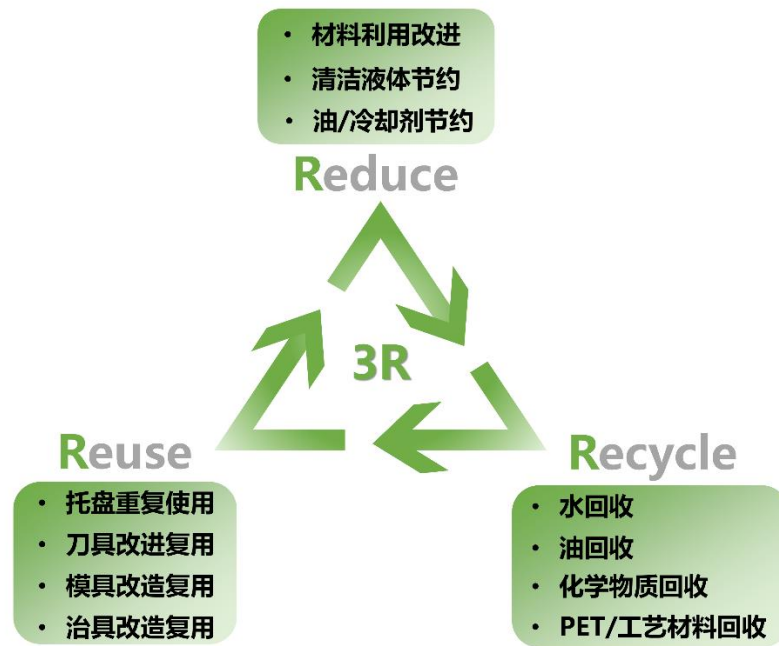 • 材料利用改进
• 清洁液体节约
• 油/冷却剂节约
Reduce
3R
Reuse
• 托盘重复使用
• 刀具改进复用
• 模具改造复用
• 治具改造复用
Recycle
• 水回收
• 油回收
• 化学物质回收
• PET/工艺材料回收